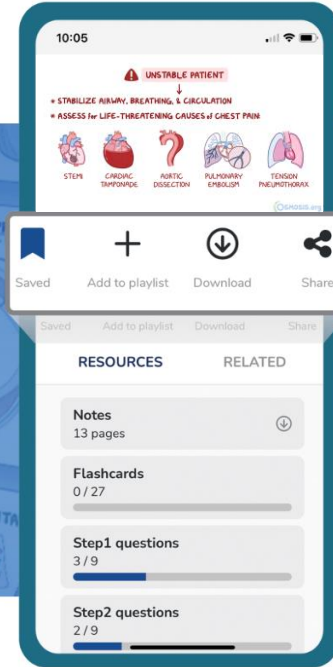 10:05
UNSTABLE PATIENT
* STABILIZE AIRWAY, BREATHING, & CIRCULATION
* ASSESS for LIFE-THREATENING CAUSES of CHEST PAIN:
STEMI
CARDIAC TAMPONADE
AORTIC DISSECTION
PULMONARY EMBOLISM
TENSION PNEUMOTHORAX
OSMOSIS.org
Saved Add to playlist Download Share
Saved Add to playlist Download Share
RESOURCES RELATED
Notes
13 pages
Flashcards
0 / 27
Step1 questions
3 / 9
Step2 questions
2 / 9